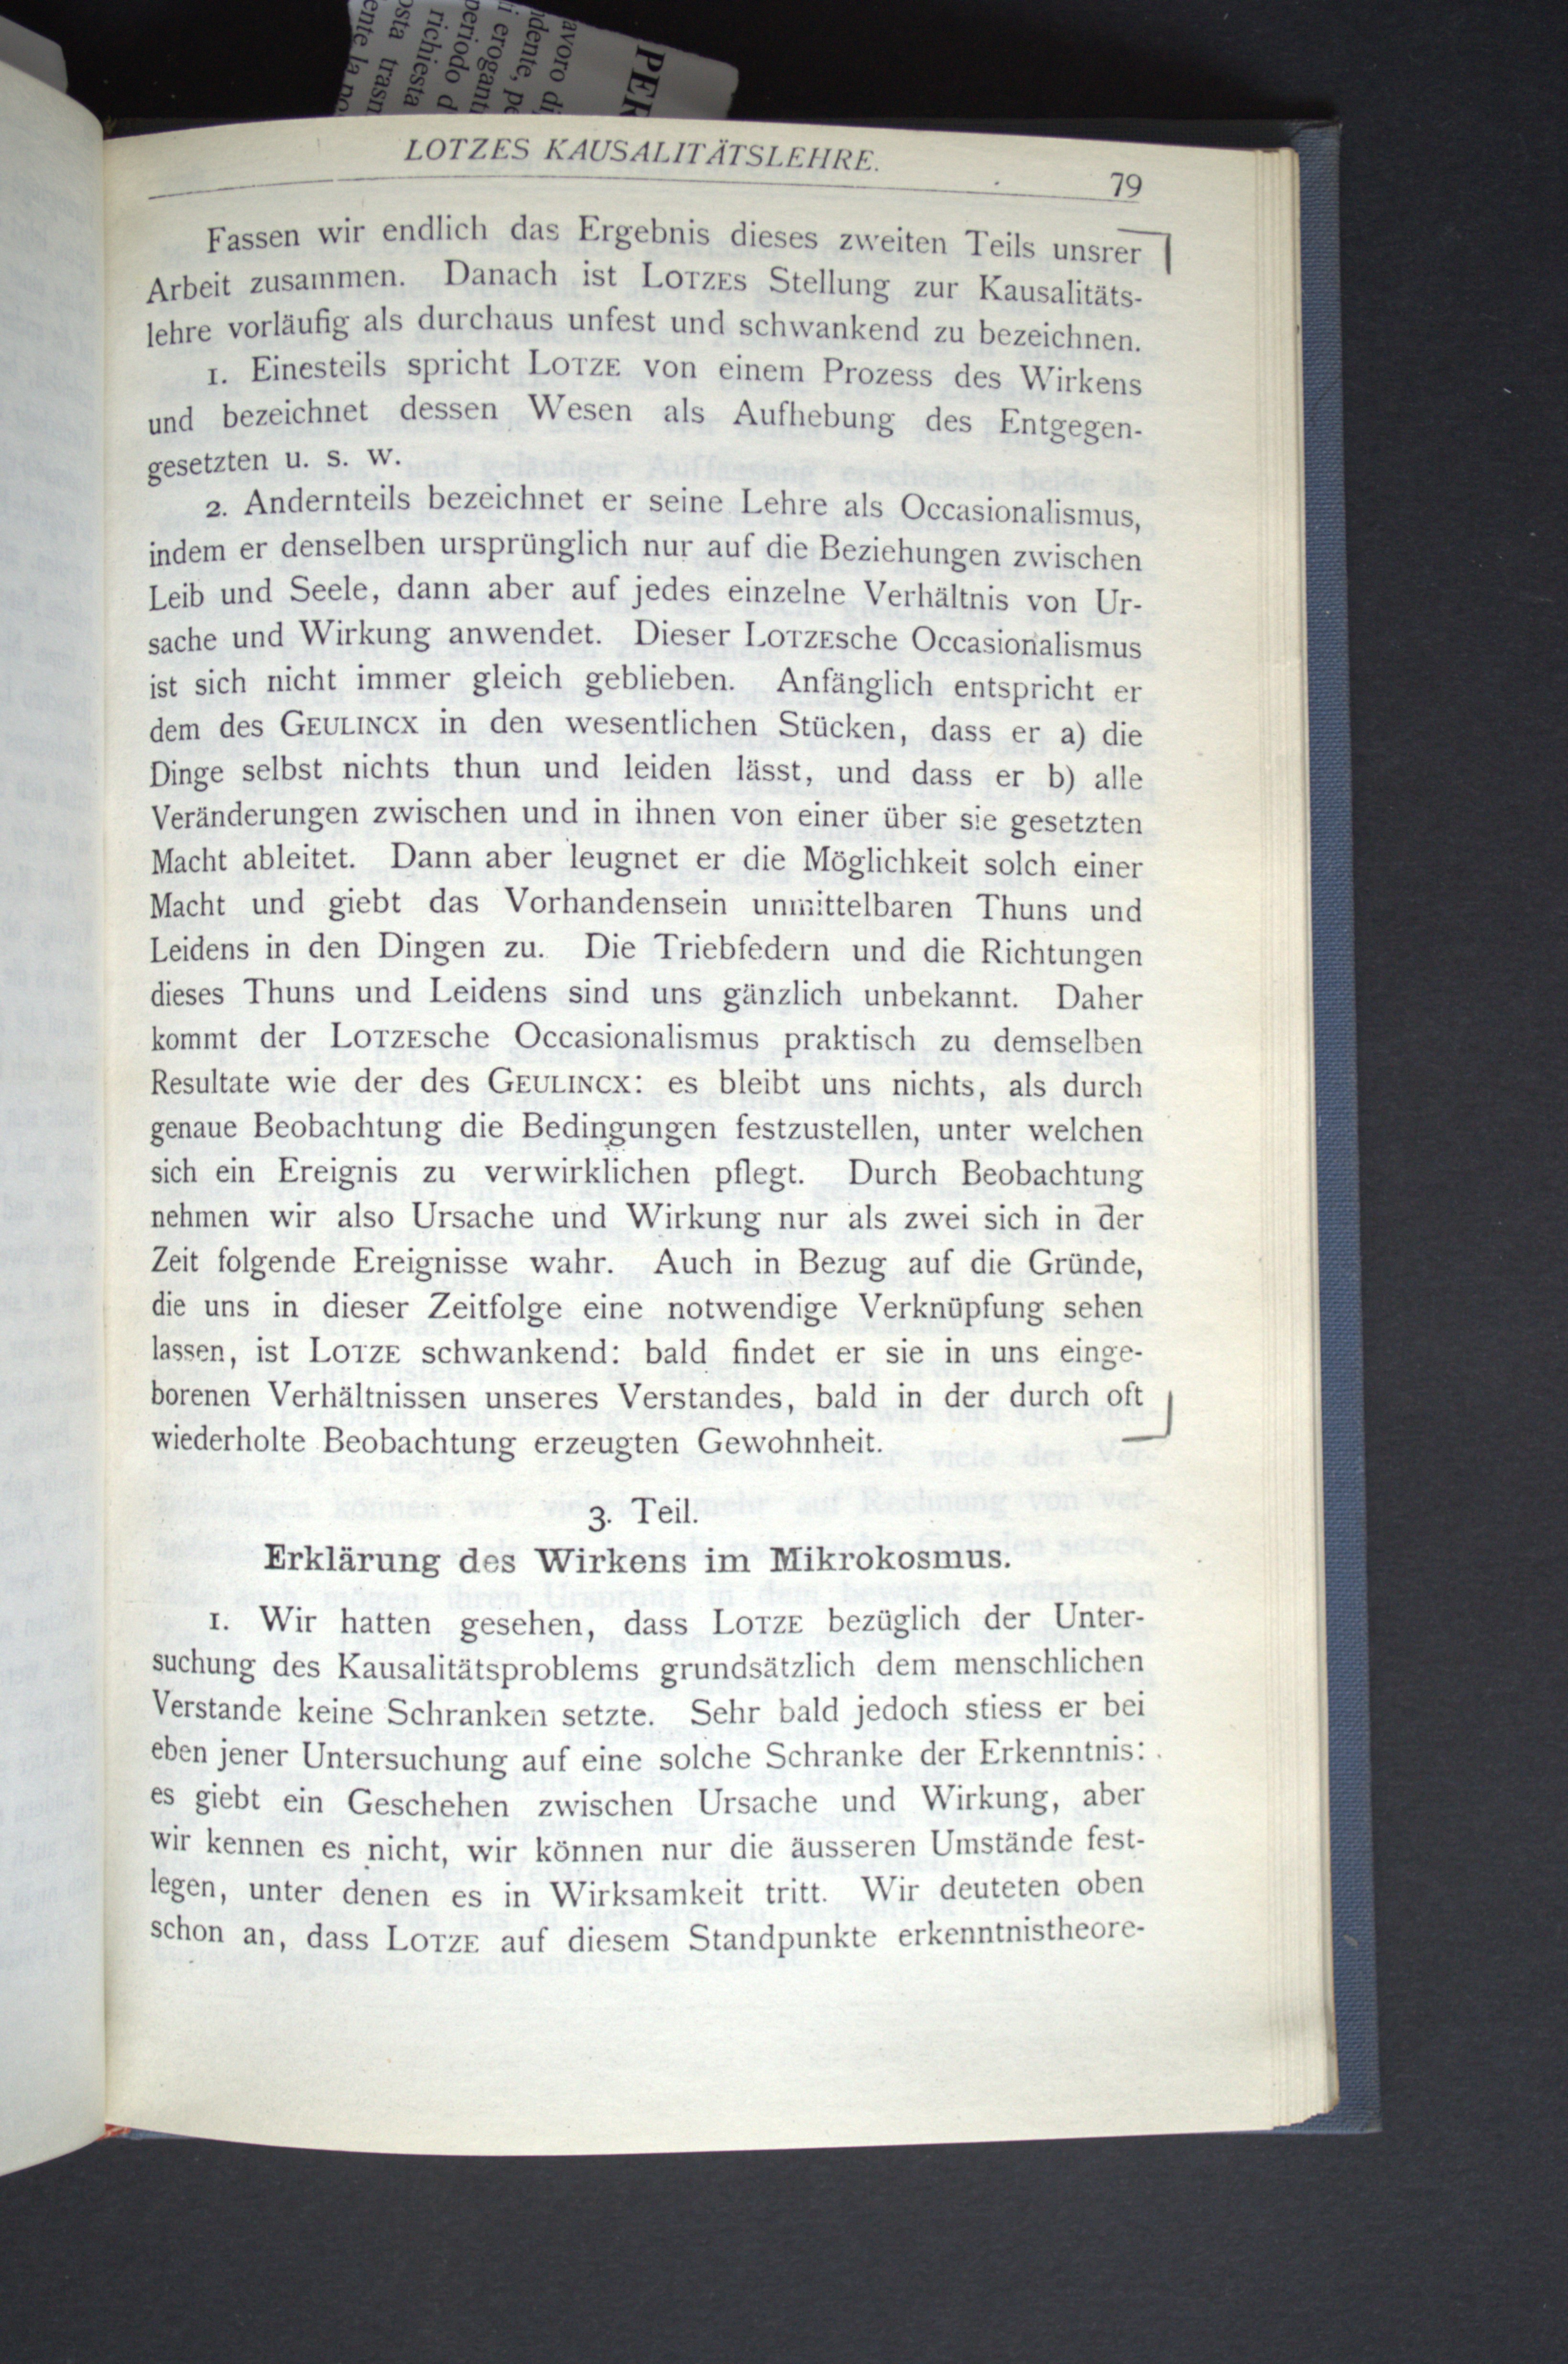 PER
avoro di
idente, pe
i eroganti
periodo d
richiesta
osta trasn
ente la po
LOTZES KAUSALITÄTSLEHRE.
79
Fassen wir endlich das Ergebnis dieses zweiten Teils unsrer
Arbeit zusammen. Danach ist LOTZES Stellung zur Kausalitäts-
lehre vorläufig als durchaus unfest und schwankend zu bezeichnen.
1. Einesteils spricht LOTZE von einem Prozess des Wirkens
und bezeichnet dessen Wesen als Aufhebung des Entgegen-
gesetzten u. s. w.
2. Andernteils bezeichnet er seine Lehre als Occasionalismus,
indem er denselben ursprünglich nur auf die Beziehungen zwischen
Leib und Seele, dann aber auf jedes einzelne Verhältnis von Ur-
sache und Wirkung anwendet. Dieser LOTZEsche Occasionalismus
ist sich nicht immer gleich geblieben. Anfänglich entspricht er
dem des GEULINCX in den wesentlichen Stücken, dass er a) die
Dinge selbst nichts thun und leiden lässt, und dass er b) alle
Veränderungen zwischen und in ihnen von einer über sie gesetzten
Macht ableitet. Dann aber leugnet er die Möglichkeit solch einer
Macht und giebt das Vorhandensein unmittelbaren Thuns und
Leidens in den Dingen zu. Die Triebfedern und die Richtungen
dieses Thuns und Leidens sind uns gänzlich unbekannt. Daher
kommt der LOTZEsche Occasionalismus praktisch zu demselben
Resultate wie der des GEULINCX: es bleibt uns nichts, als durch
genaue Beobachtung die Bedingungen festzustellen, unter welchen
sich ein Ereignis zu verwirklichen pflegt. Durch Beobachtung
nehmen wir also Ursache und Wirkung nur als zwei sich in der
Zeit folgende Ereignisse wahr. Auch in Bezug auf die Gründe,
die uns in dieser Zeitfolge eine notwendige Verknüpfung sehen
lassen, ist LOTZE schwankend: bald findet er sie in uns einge-
borenen Verhältnissen unseres Verstandes, bald in der durch oft
wiederholte Beobachtung erzeugten Gewohnheit.
3. Teil.
Erklärung des Wirkens im Mikrokosmus.
1. Wir hatten gesehen, dass LOTZE bezüglich der Unter-
suchung des Kausalitätsproblems grundsätzlich dem menschlichen
Verstande keine Schranken setzte. Sehr bald jedoch stiess er bei
eben jener Untersuchung auf eine solche Schranke der Erkenntnis:
es giebt ein Geschehen zwischen Ursache und Wirkung, aber
wir kennen es nicht, wir können nur die äusseren Umstände fest-
legen, unter denen es in Wirksamkeit tritt. Wir deuteten oben
schon an, dass LOTZE auf diesem Standpunkte erkenntnistheore-